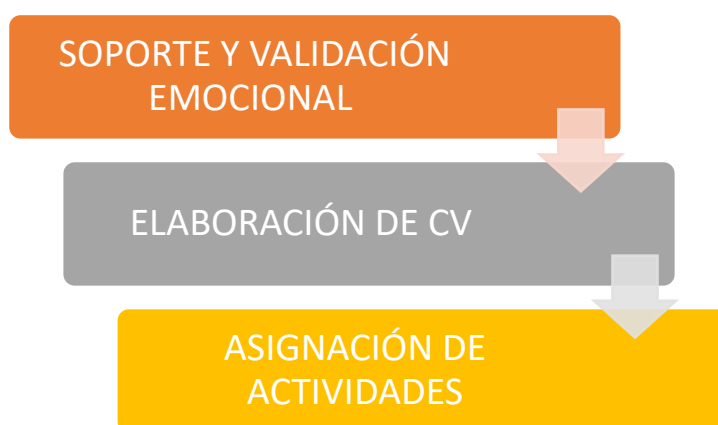 SOPORTE Y VALIDACIÓN
EMOCIONAL
ELABORACIÓN DE CV
ASIGNACIÓN DE
ACTIVIDADES